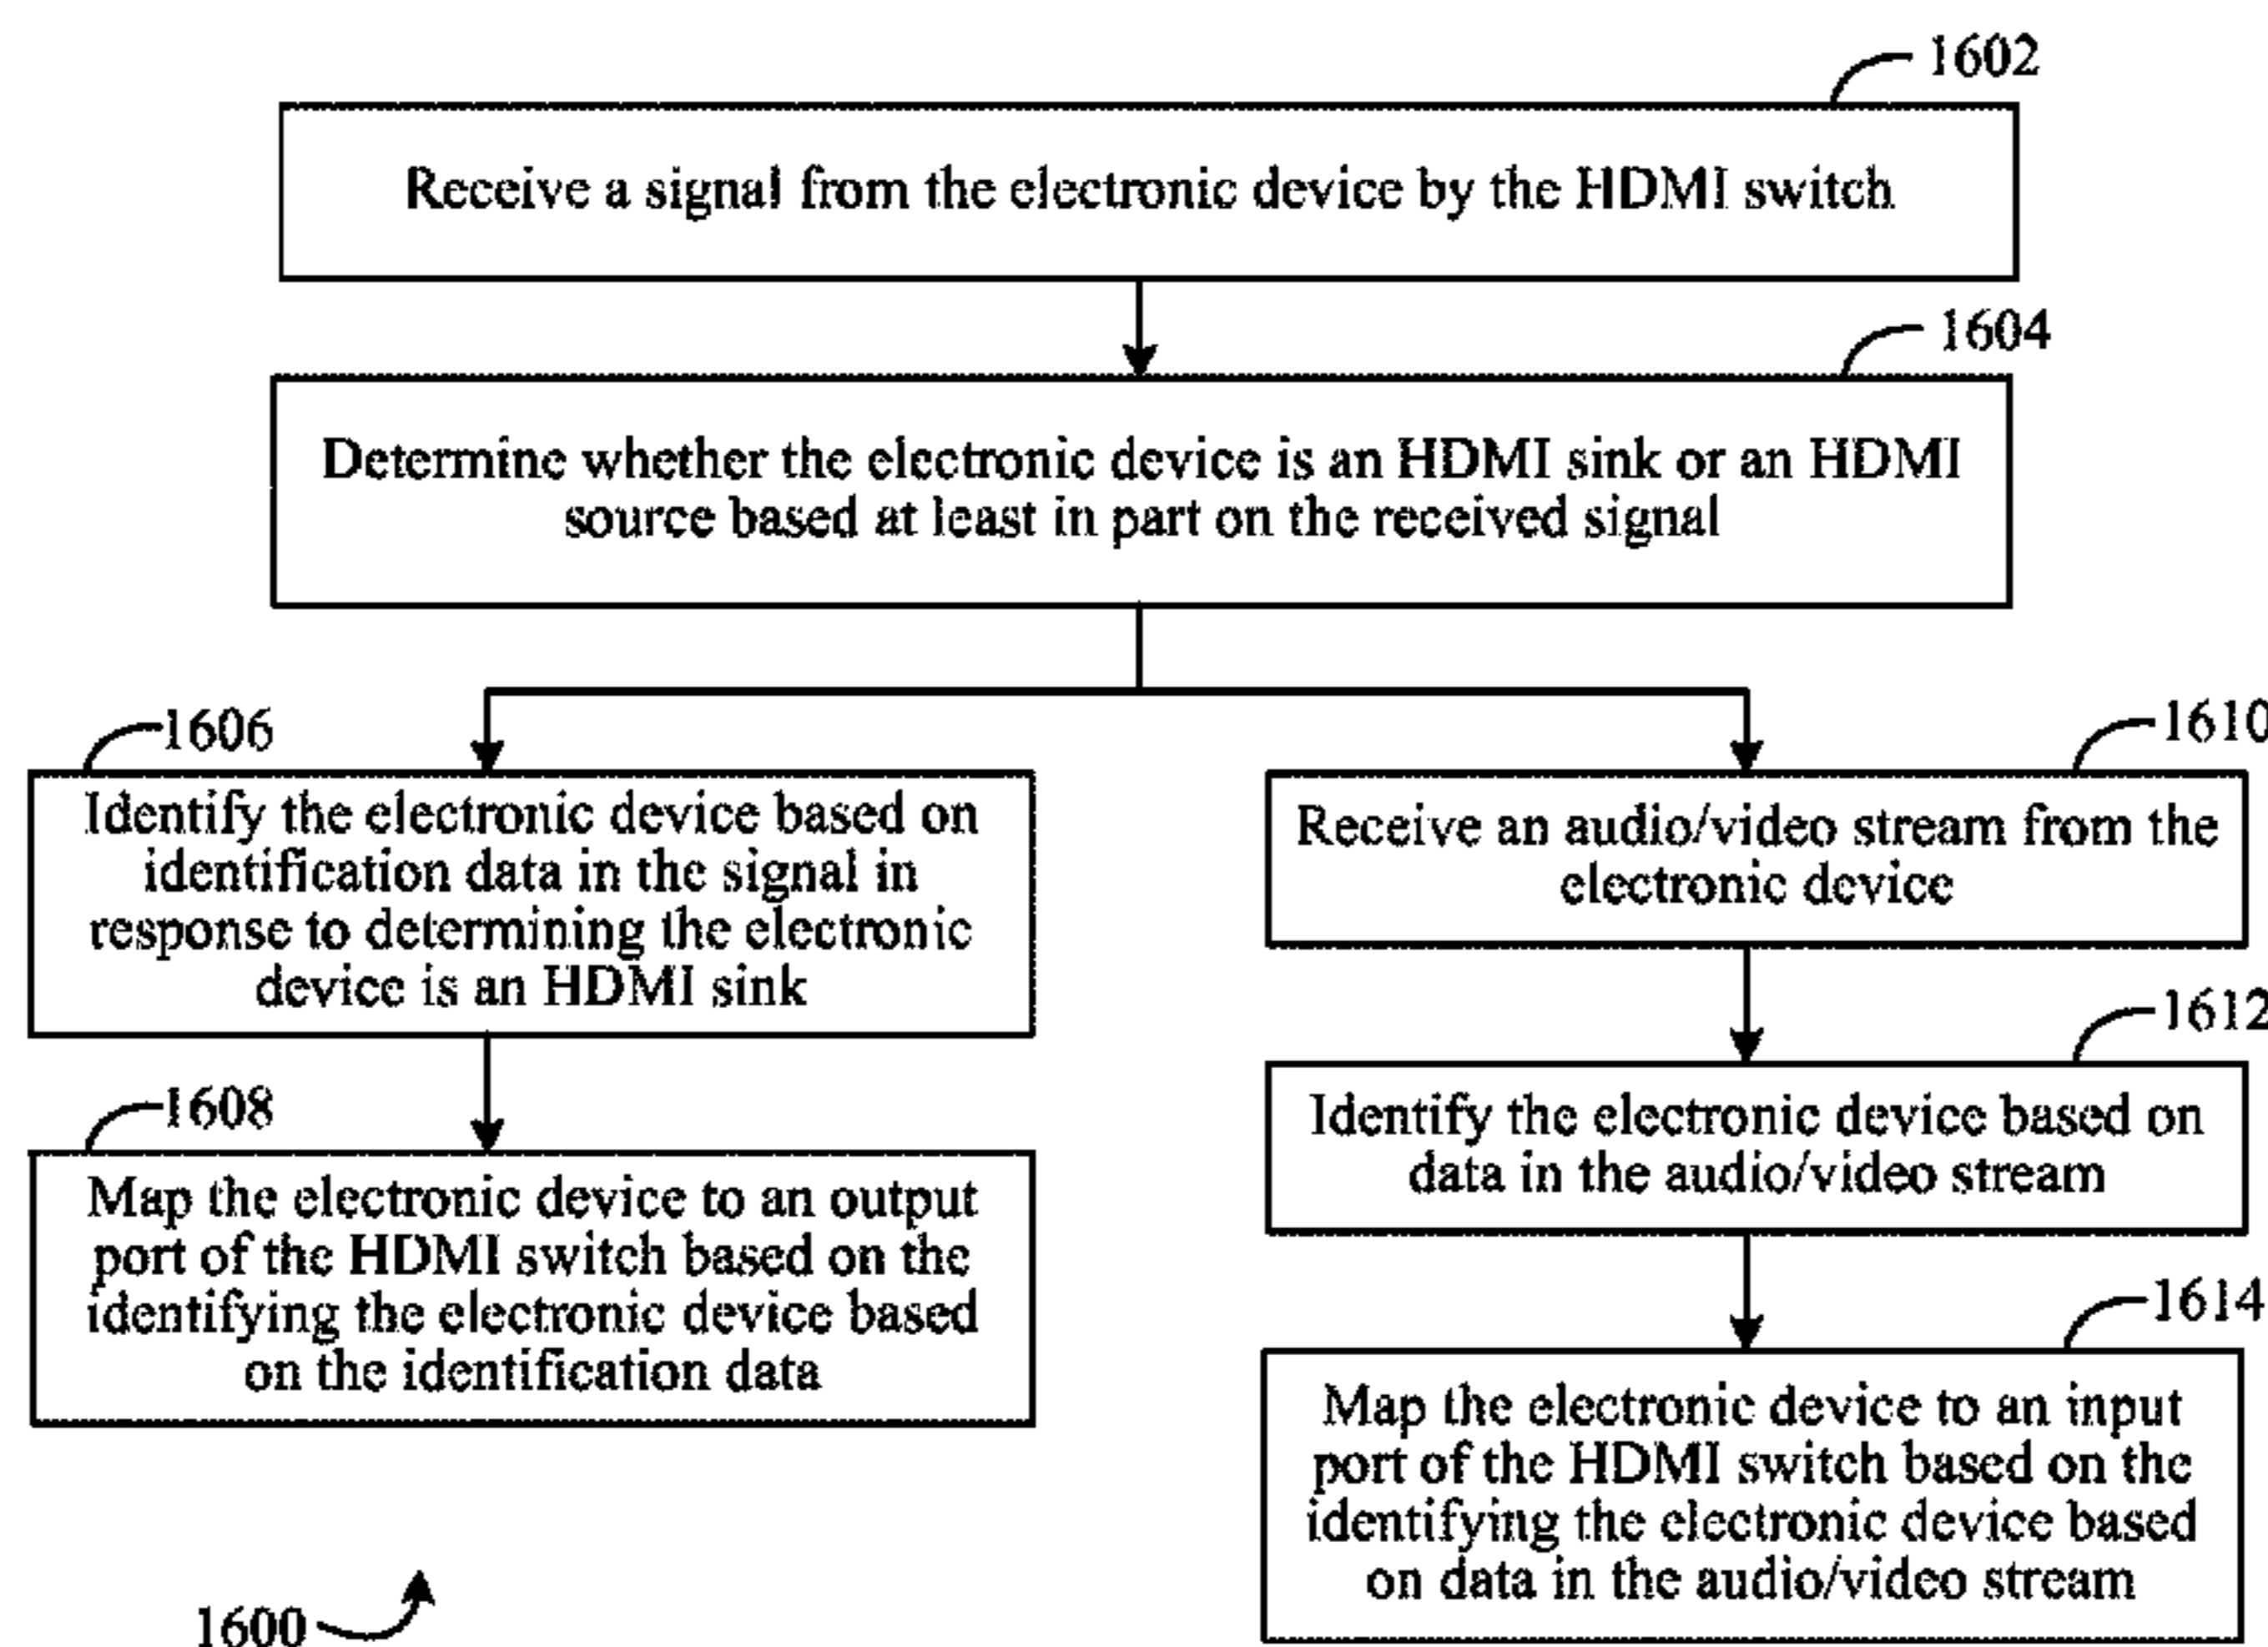 1602
Receive a signal from the electronic device by the HDMI switch
1604
Determine whether the electronic device is an HDMI sink or an HDMI
source based at least in part on the received signal
1606
Identify the electronic device based on
identification data in the signal in
response to determining the electronic
device is an HDMI sink
1608
Map the electronic device to an output
port of the HDMI switch based on the
identifying the electronic device based
on the identification data
1610
Receive an audio/video stream from the
electronic device
1612
Identify the electronic device based on
data in the audio/video stream
1614
Map the electronic device to an input
port of the HDMI switch based on the
identifying the electronic device based
on data in the audio/video stream
1600